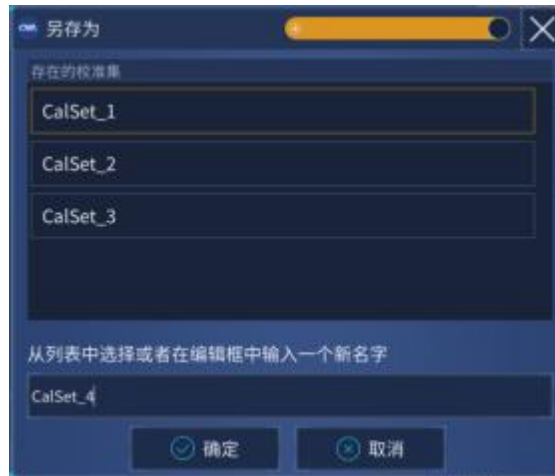 另存为
存在的校准集
CalSet_1
CalSet_2
CalSet_3
从列表中选择或者在编辑框中输入一个新名字
CalSet_4
确定 取消